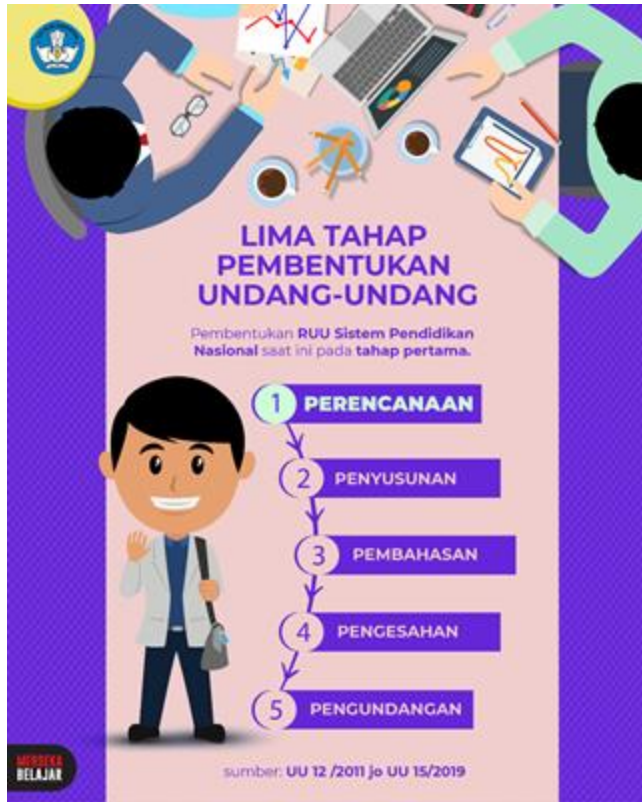 LIMA TAHAP
PEMBENTUKAN
UNDANG-UNDANG
Pembentukan RUU Sistem Pendidikan
Nasional saat ini pada tahap pertama.
1 PERENCANAAN
2 PENYUSUNAN
3 PEMBAHASAN
4 PENGESAHAN
5 PENGUNDANGAN
MERDEKA
BELAJAR
sumber: UU 12 /2011 jo UU 15/2019